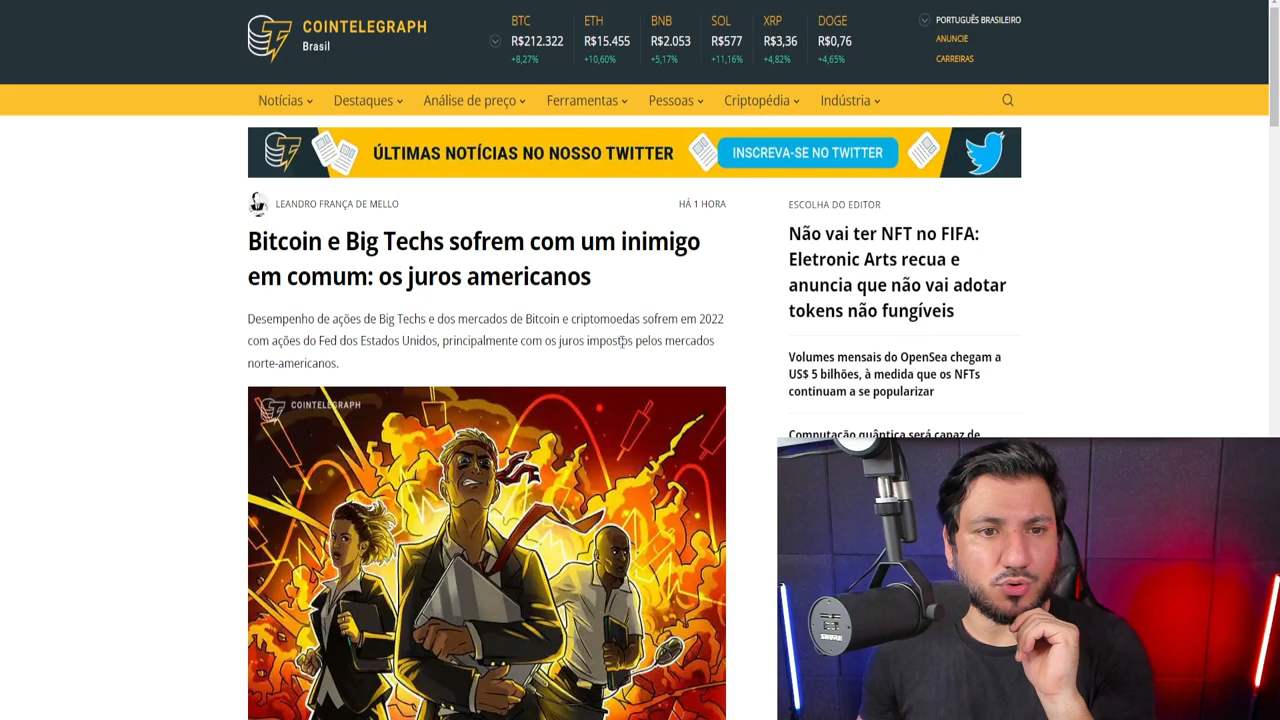 COINTELEGRAPH
Brasil
BTC ETH BNB SOL XRP DOGE
R$212.322 R$15.455 R$2.053 R$577 R$3,36 R$0,76
+8,27% +10,60% +5,17% +11,16% +4,82% +4,65%
PORTUGUÊS BRASILEIRO
ANUNCIE
CARREIRAS
Notícias Destaques Análise de preço Ferramentas Pessoas Criptopédia Indústria
ÚLTIMAS NOTÍCIAS NO NOSSO TWITTER INSCREVA-SE NO TWITTER
LEANDRO FRANÇA DE MELLO HÁ 1 HORA
Bitcoin e Big Techs sofrem com um inimigo
em comum: os juros americanos
Desempenho de ações de Big Techs e dos mercados de Bitcoin e criptomoedas sofrem em 2022
com ações do Fed dos Estados Unidos, principalmente com os juros impostos pelos mercados
norte-americanos.
COINTELEGRAPH
ESCOLHA DO EDITOR
Não vai ter NFT no FIFA:
Eletronic Arts recua e
anuncia que não vai adotar
tokens não fungíveis
Volumes mensais do OpenSea chegam a
US$ 5 bilhões, à medida que os NFTs
continuam a se popularizar
Computação quântica será capaz de
SHURE